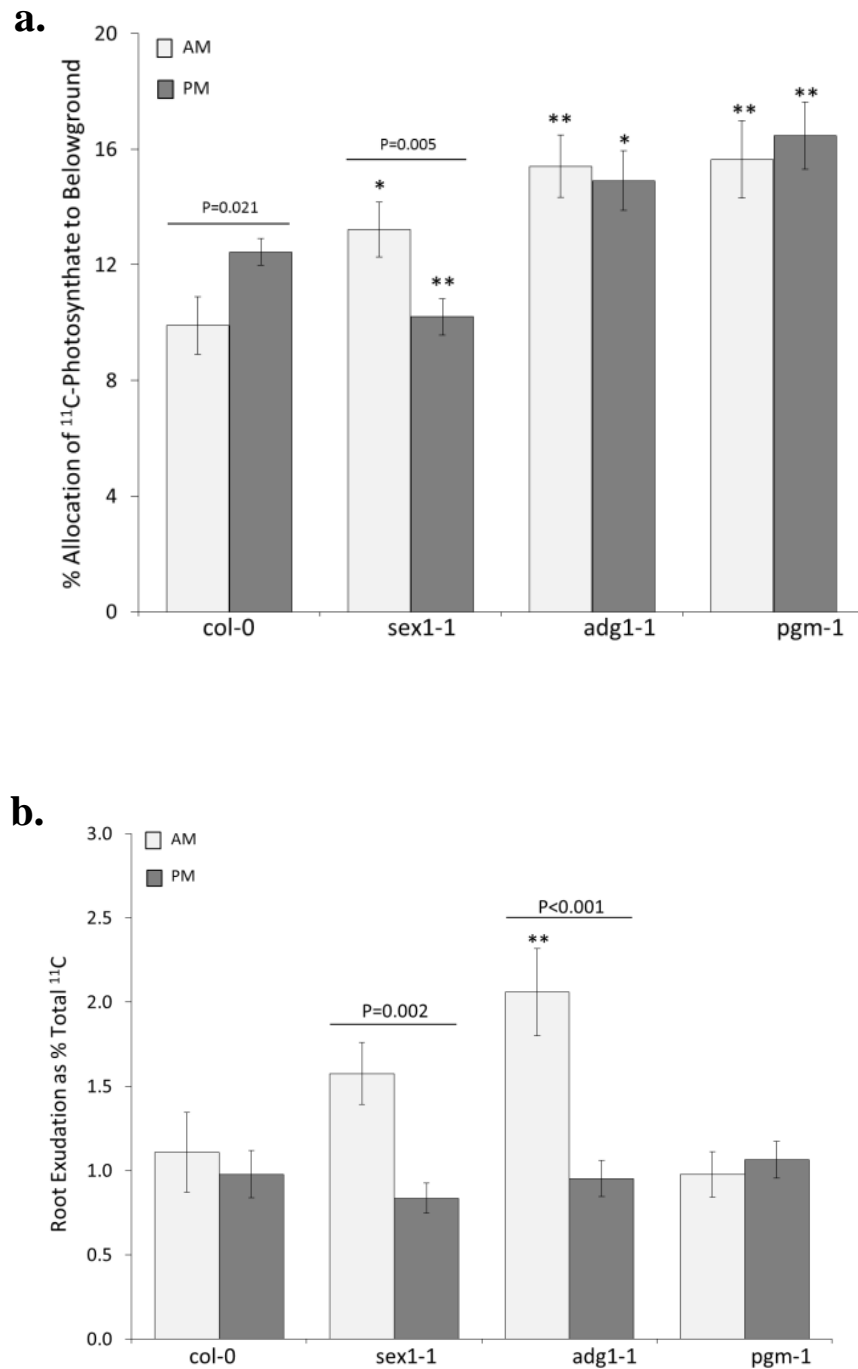 a.
% Allocation of ¹¹C-Photosynthate to Belowground
20
16
12
8
4
0
AM
PM
P=0.021
P=0.005
*
**
**
*
**
**
col-0
sex1-1
adg1-1
pgm-1
b.
Root Exudation as % Total ¹¹C
3.0
2.5
2.0
1.5
1.0
0.5
0.0
AM
PM
P=0.002
P<0.001
**
col-0
sex1-1
adg1-1
pgm-1